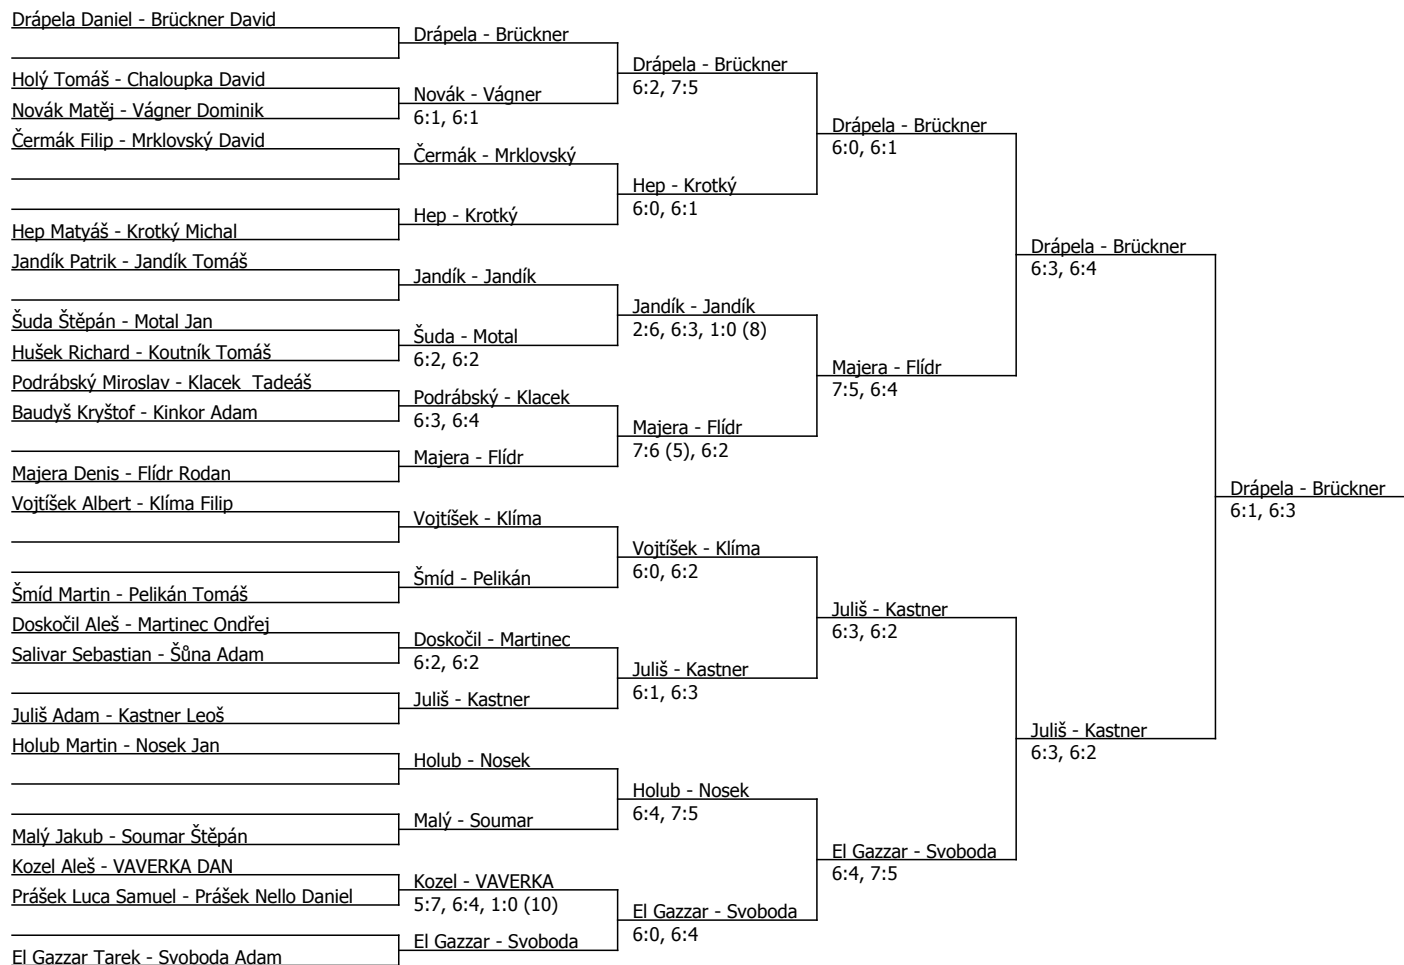 Drápela Daniel - Brückner David
Holý Tomáš - Chaloupka David
Novák Matěj - Vágner Dominik
Čermák Filip - Mrklovský David
Hep Matyáš - Krotký Michal
Jandík Patrik - Jandík Tomáš
Šuda Štěpán - Motal Jan
Hušek Richard - Koutník Tomáš
Podrábský Miroslav - Klacek  Tadeáš
Baudyš Kryštof - Kinkor Adam
Majera Denis - Flídr Rodan
Vojtíšek Albert - Klíma Filip
Šmíd Martin - Pelikán Tomáš
Doskočil Aleš - Martinec Ondřej
Salivar Sebastian - Šůna Adam
Juliš Adam - Kastner Leoš
Holub Martin - Nosek Jan
Malý Jakub - Soumar Štěpán
Kozel Aleš - VAVERKA DAN
Prášek Luca Samuel - Prášek Nello Daniel
El Gazzar Tarek - Svoboda Adam
Drápela - Brückner
Novák - Vágner
6:1, 6:1
Čermák - Mrklovský
Hep - Krotký
Jandík - Jandík
Šuda - Motal
6:2, 6:2
Podrábský - Klacek
6:3, 6:4
Majera - Flídr
Vojtíšek - Klíma
Šmíd - Pelikán
Doskočil - Martinec
6:2, 6:2
Juliš - Kastner
Holub - Nosek
Malý - Soumar
Kozel - VAVERKA
5:7, 6:4, 1:0 (10)
El Gazzar - Svoboda
Drápela - Brückner
6:2, 7:5
Hep - Krotký
6:0, 6:1
Jandík - Jandík
2:6, 6:3, 1:0 (8)
Majera - Flídr
7:6 (5), 6:2
Vojtíšek - Klíma
6:0, 6:2
Juliš - Kastner
6:1, 6:3
Holub - Nosek
6:4, 7:5
El Gazzar - Svoboda
6:0, 6:4
Drápela - Brückner
6:0, 6:1
Majera - Flídr
7:5, 6:4
Juliš - Kastner
6:3, 6:2
El Gazzar - Svoboda
6:4, 7:5
Drápela - Brückner
6:3, 6:4
Juliš - Kastner
6:3, 6:2
Drápela - Brückner
6:1, 6:3